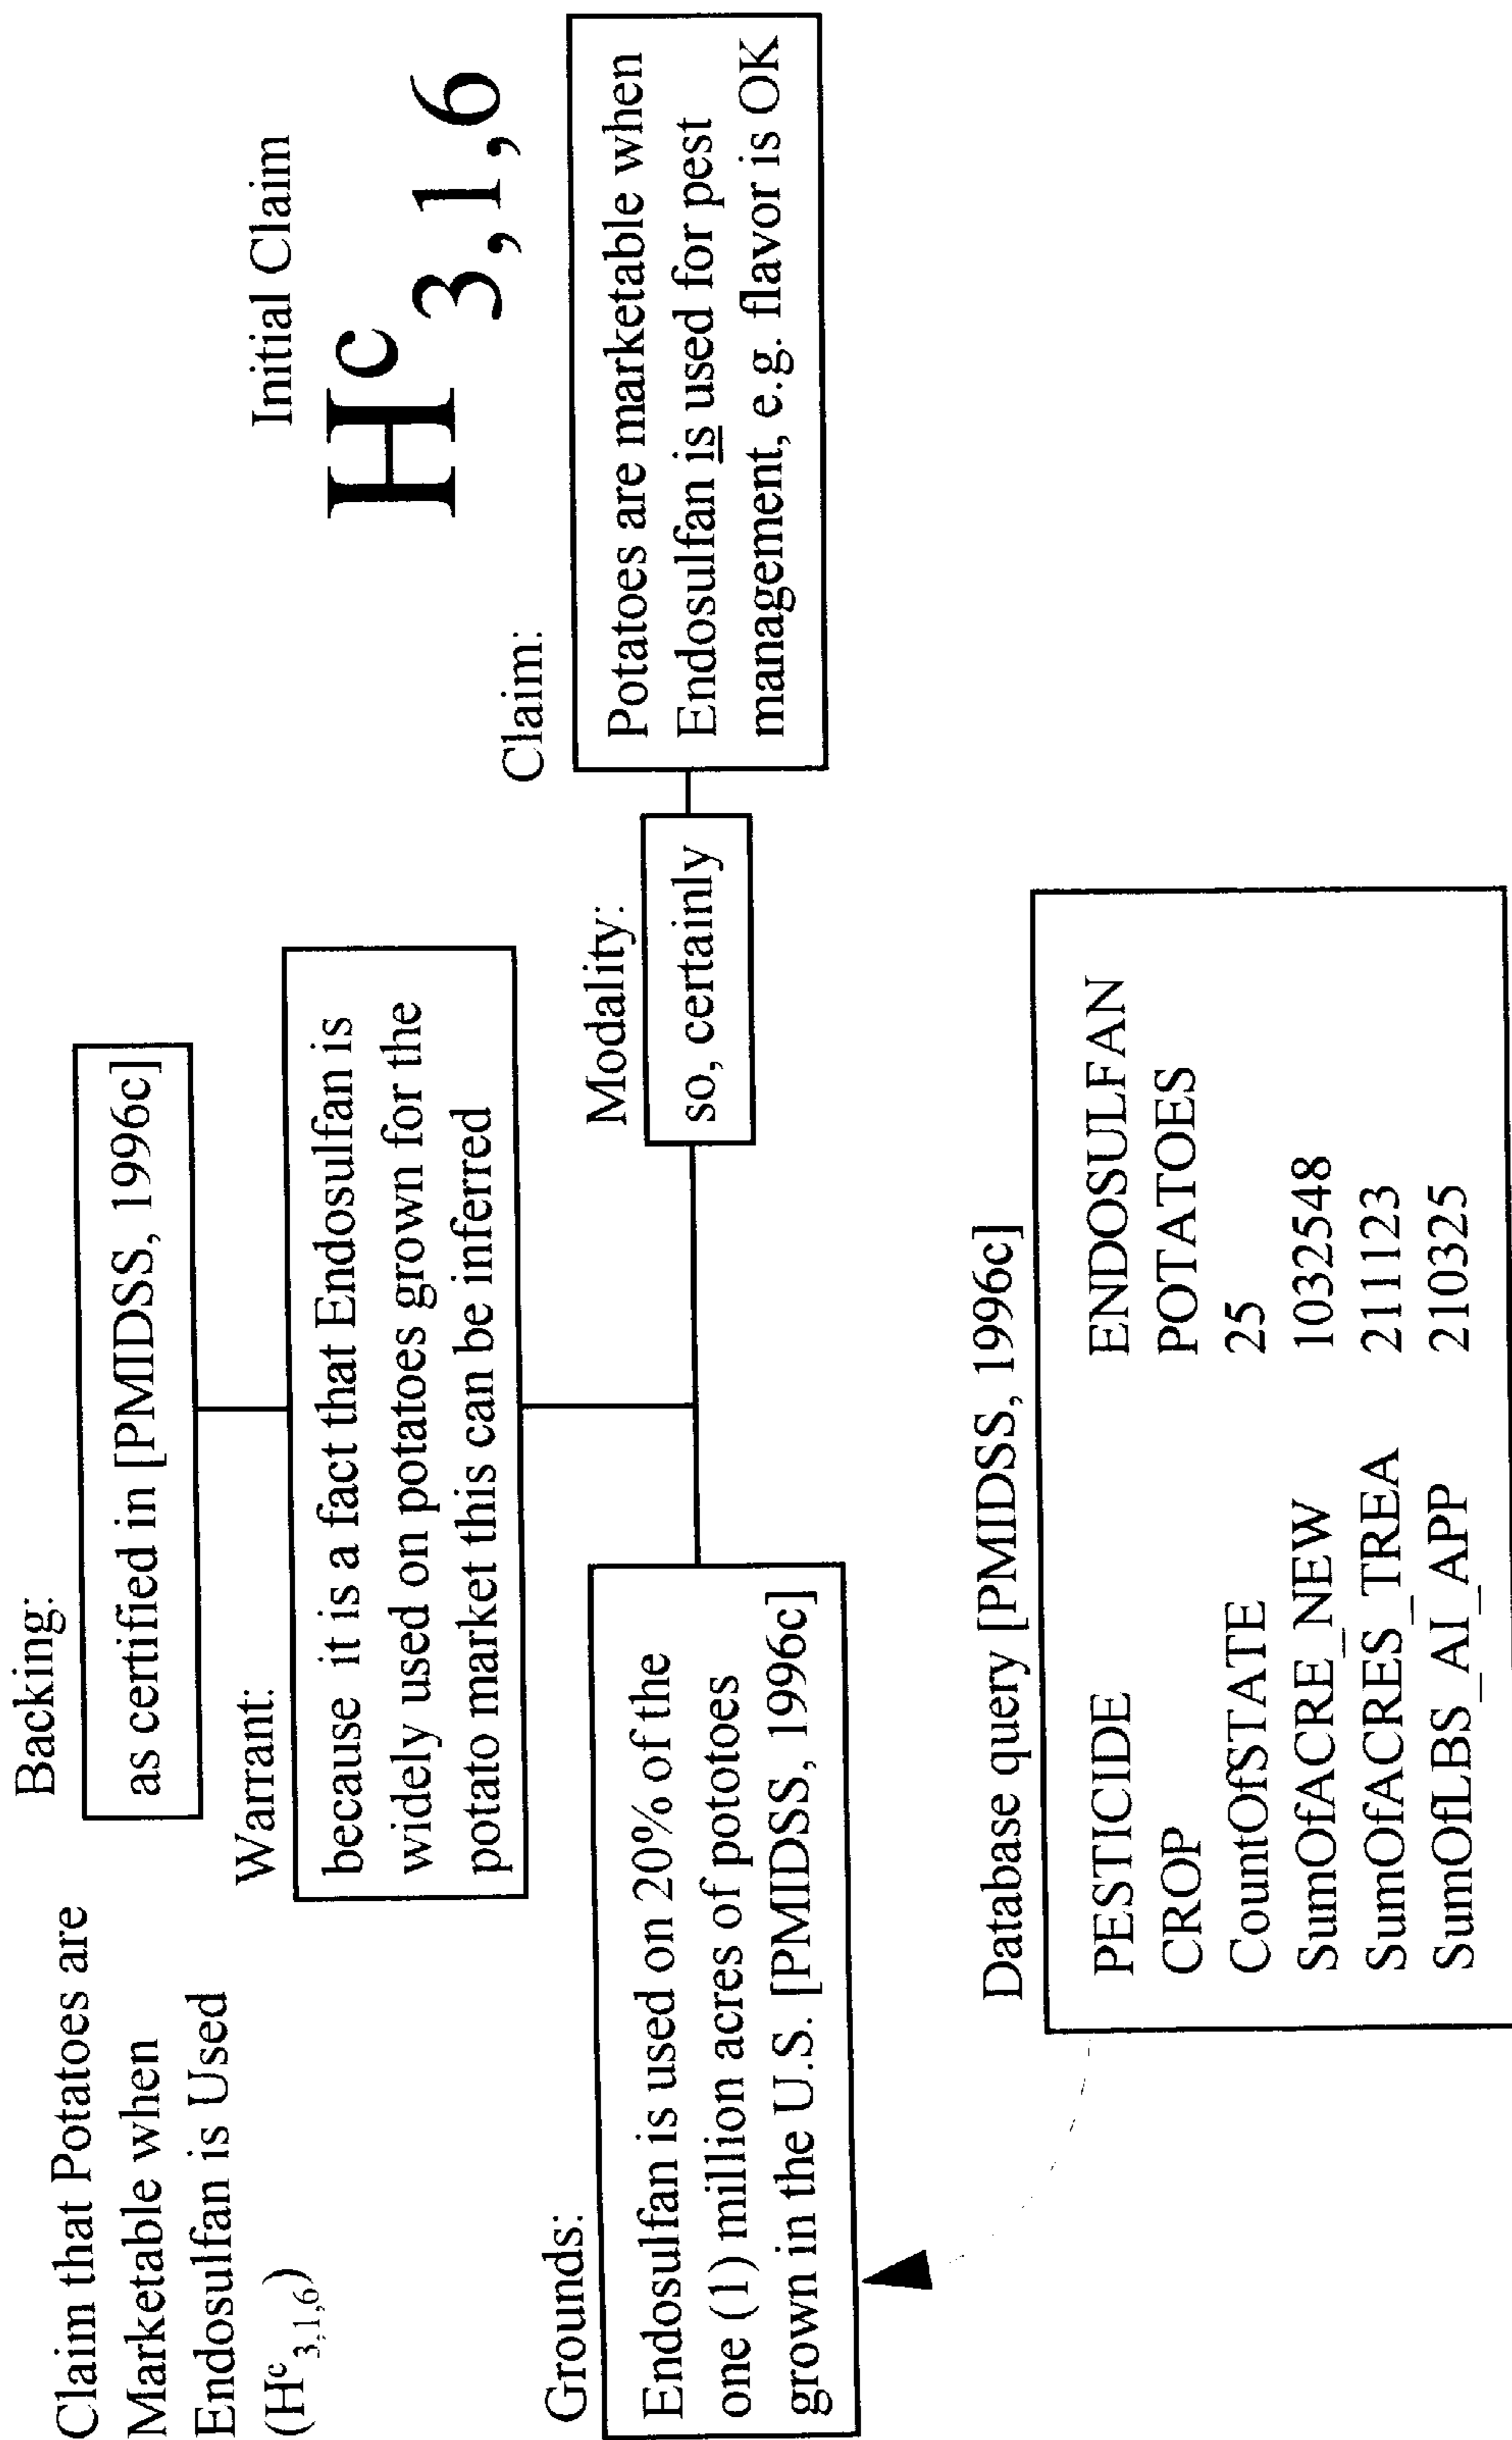 Claim that Potatoes are
Marketable when
Endosulfan is Used
(Hᶜ3,1,6)
Backing:
as certified in [PMIDSS, 1996c]
Warrant:
because it is a fact that Endosulfan is
widely used on potatoes grown for the
potato market this can be inferred
Initial Claim
Hᶜ3,1,6
Grounds:
Endosulfan is used on 20% of the
one (1) million acres of pototoes
grown in the U.S. [PMIDSS, 1996c]
Modality:
so, certainly
Claim:
Potatoes are marketable when
Endosulfan is used for pest
management, e.g. flavor is OK
Database query [PMIDSS, 1996c]
PESTICIDE ENDOSULFAN
CROP POTATOES
CountOfSTATE 25
SumOfACRE_NEW 1032548
SumOfACRES_TREA 211123
SumOfLBS_AI_APP 210325